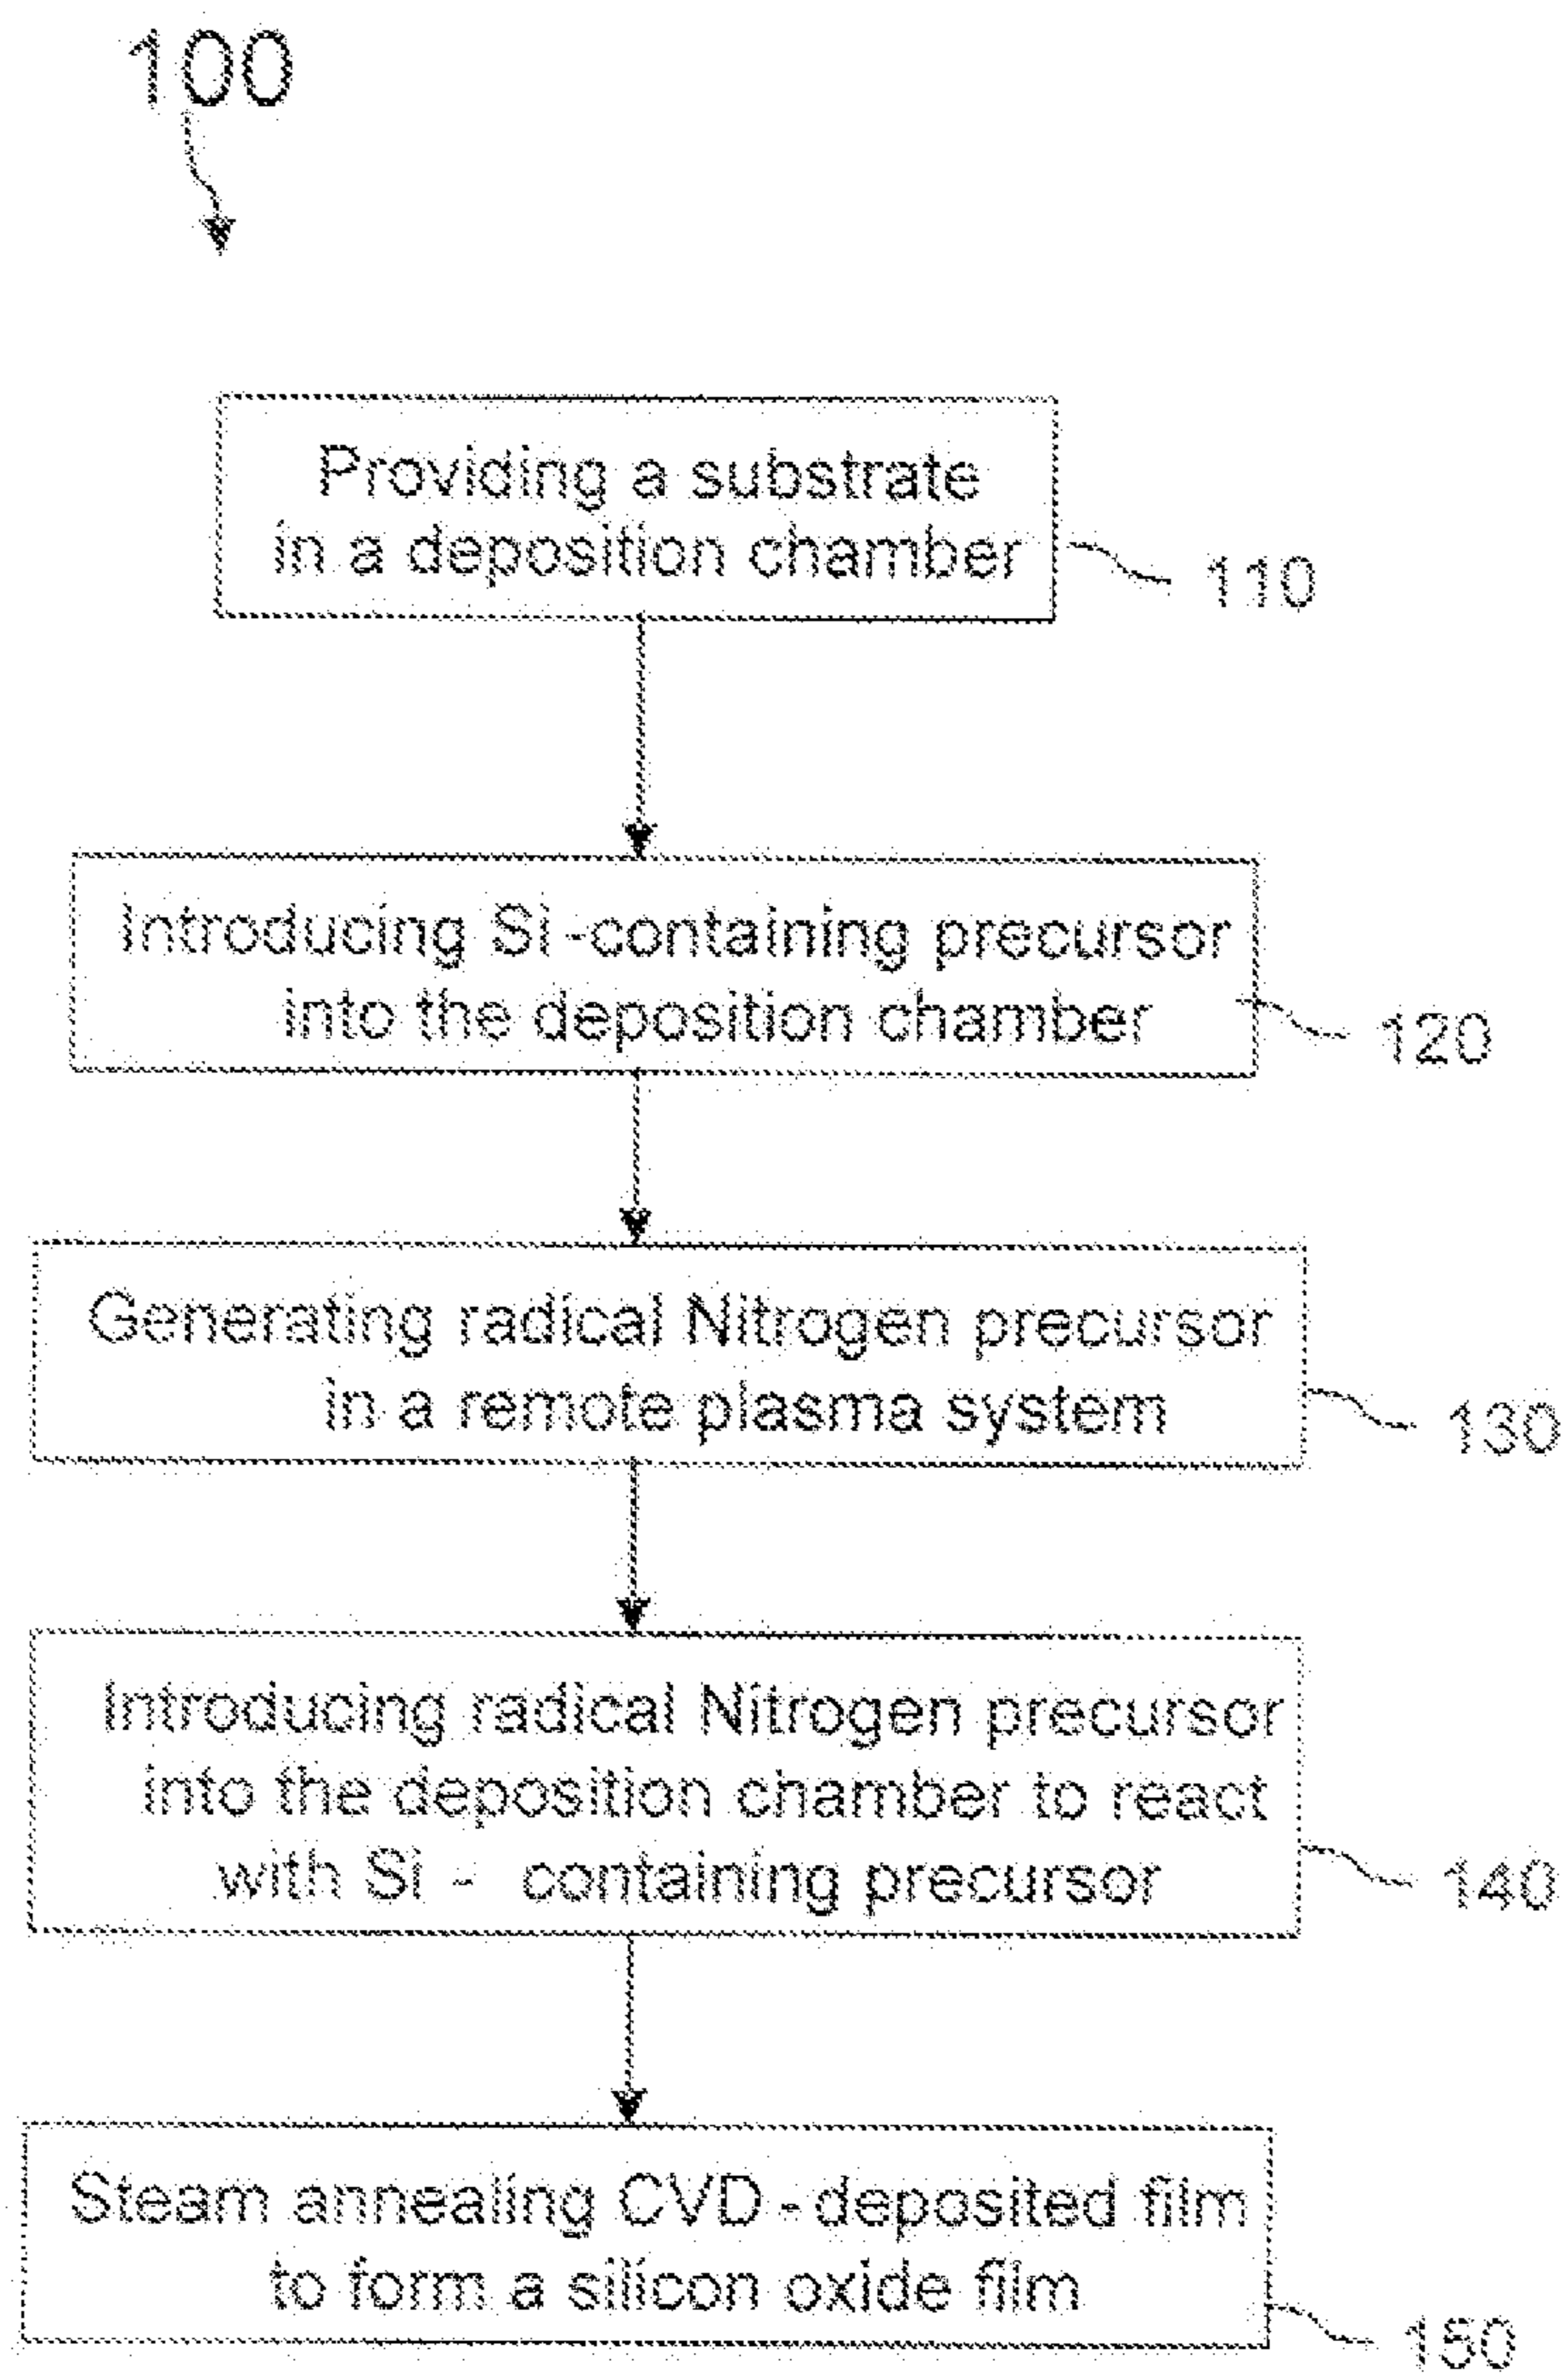 100
Providing a substrate
in a deposition chamber
110
Introducing Si-containing precursor
into the deposition chamber
120
Generating radical Nitrogen precursor
in a remote plasma system
130
Introducing radical Nitrogen precursor
into the deposition chamber to react
with Si - containing precursor
140
Steam annealing CVD-deposited film
to form a silicon oxide film
150